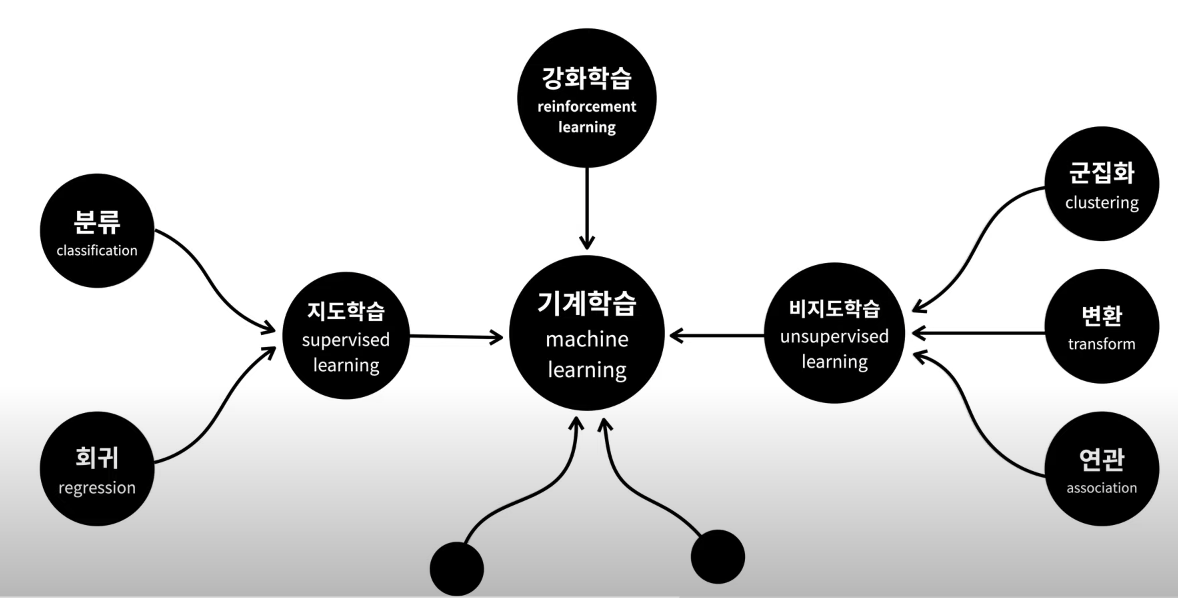 강화학습
reinforcement
learning
분류
classification
회귀
regression
지도학습
supervised
learning
기계학습
machine
learning
비지도학습
unsupervised
learning
군집화
clustering
변환
transform
연관
association